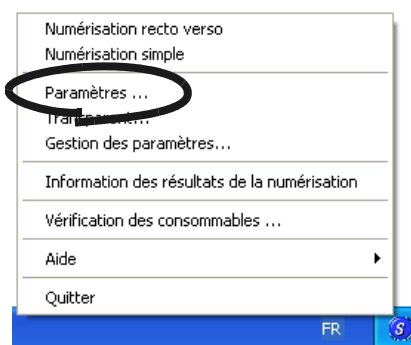 Numérisation recto verso
Numérisation simple
Paramètres ...
Transparent...
Gestion des paramètres...
Information des résultats de la numérisation
Vérification des consommables ...
Aide
Quitter
FR S